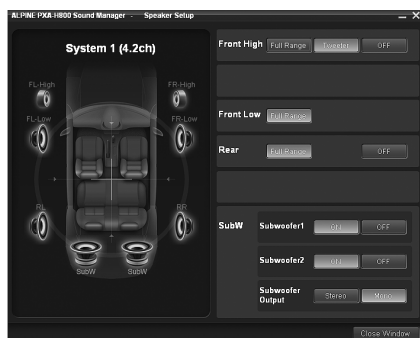 ALPINE PXA-H800 Sound Manager - Speaker Setup
System 1 (4.2ch)
FL-High FR-High
FL-Low FR-Low
RL RR
SubW SubW
Front High Full Range Tweeter OFF
Front Low Full Range
Rear Full Range OFF
SubW Subwoofer1 ON OFF
Subwoofer2 ON OFF
Subwoofer Output Stereo Mono
Close Window